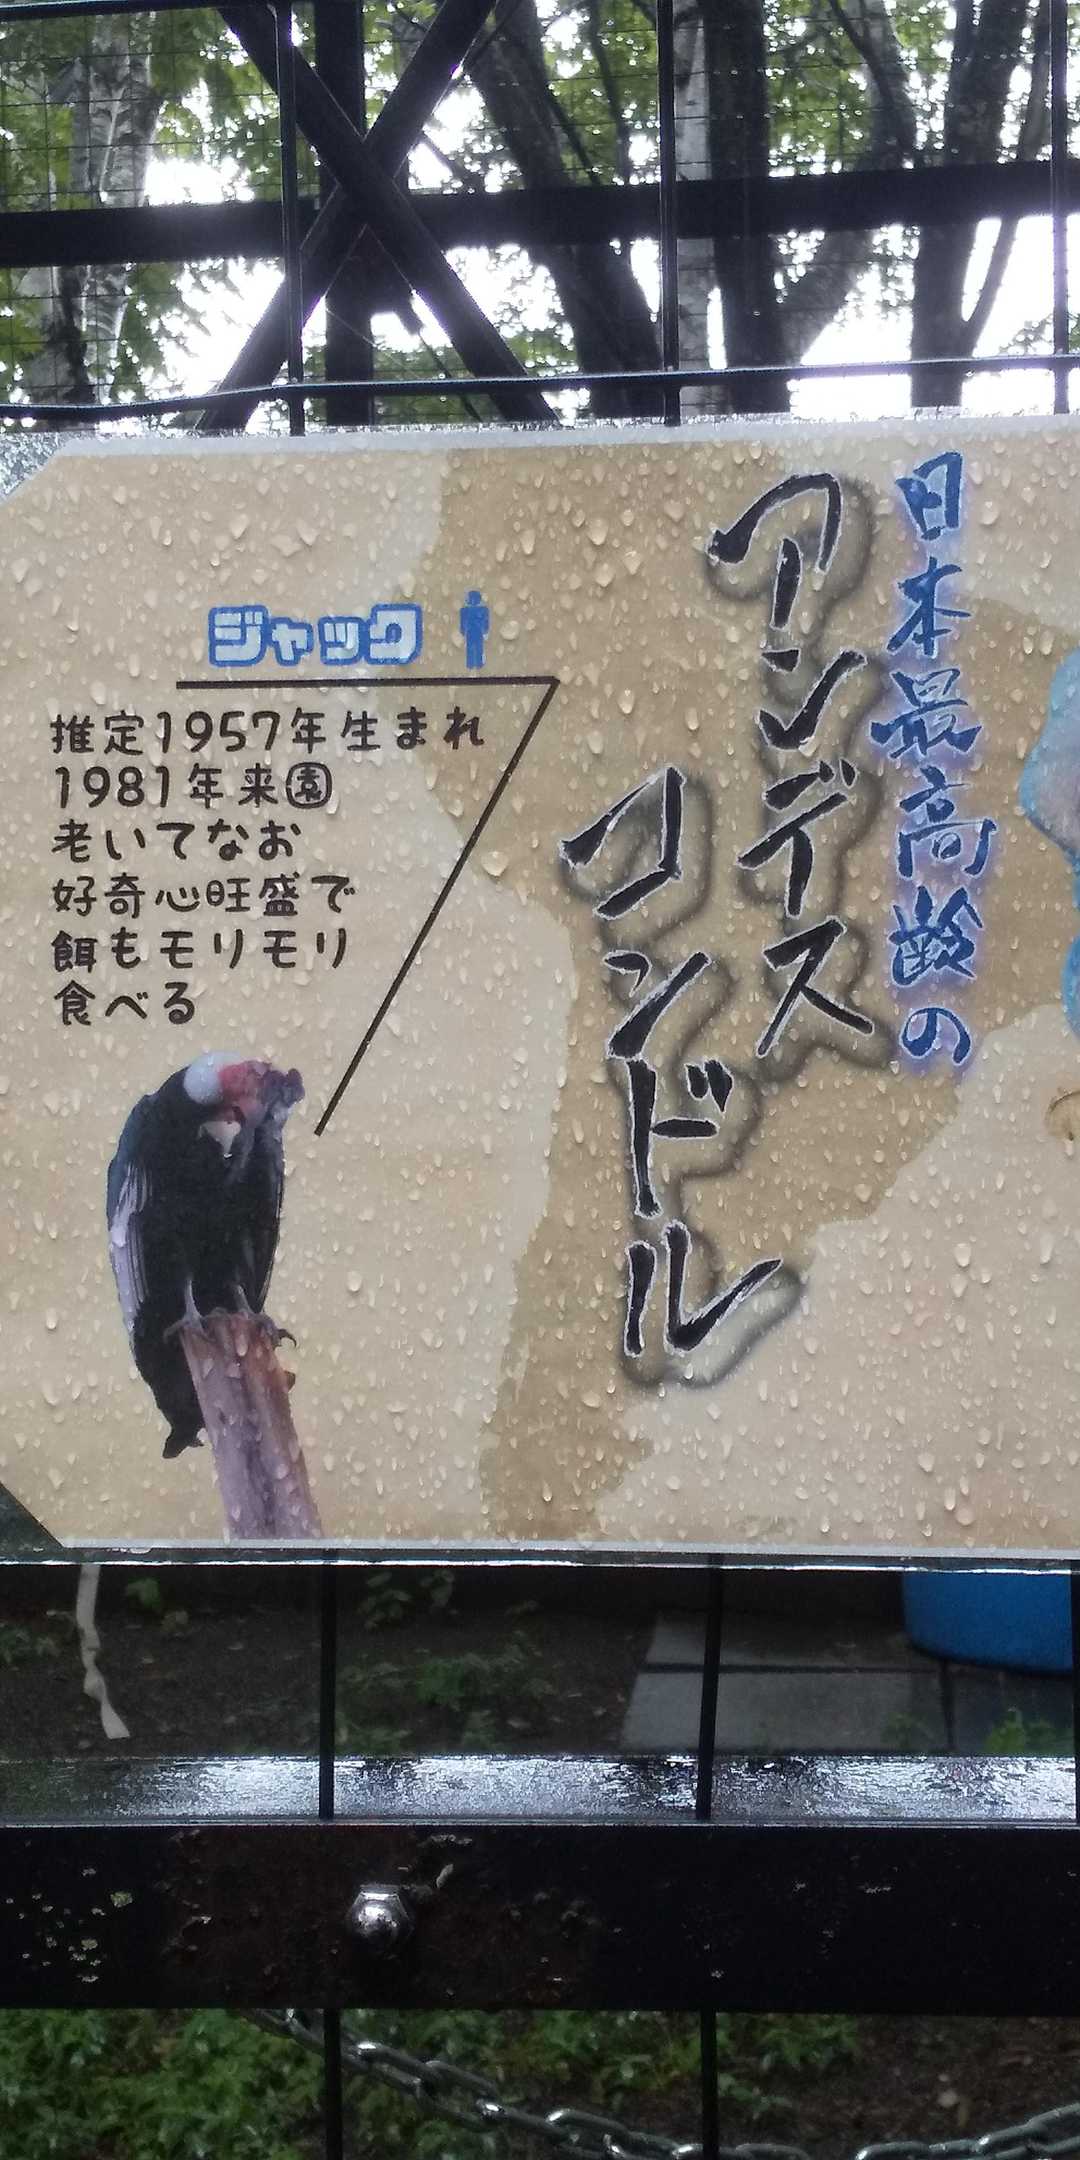 日本最高齢の
アンデス
コンドル
ジャック
推定1957年生まれ
1981年来園
老いてなお
好奇心旺盛で
餌もモリモリ
食べる